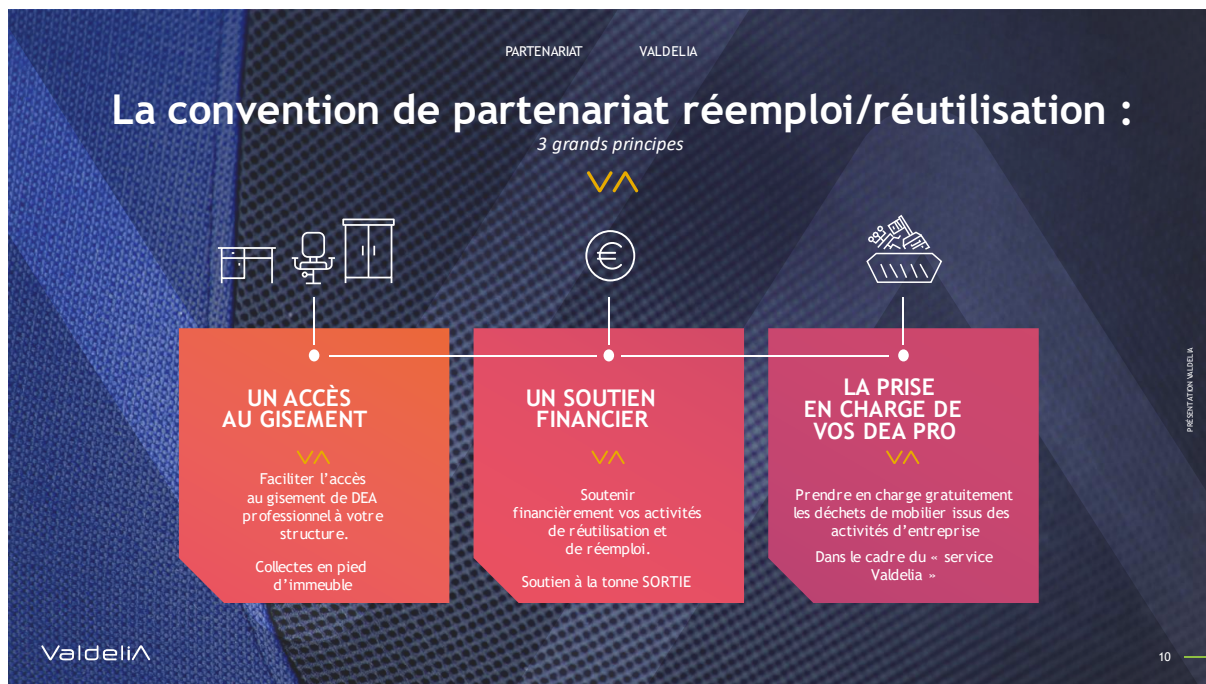 PARTENARIAT VALDELIA
La convention de partenariat réemploi/réutilisation :
3 grands principes
UN ACCÈS
AU GISEMENT
Faciliter l’accès
au gisement de DEA
professionnel à votre
structure.
Collectes en pied
d’immeuble
UN SOUTIEN
FINANCIER
Soutenir
financièrement vos activités
de réutilisation et
de réemploi.
Soutien à la tonne SORTIE
LA PRISE
EN CHARGE DE
VOS DEA PRO
Prendre en charge gratuitement
les déchets de mobilier issus des
activités d’entreprise
Dans le cadre du « service
Valdelia »
PRÉSENTATION VALDELIA
ValdeliA
10